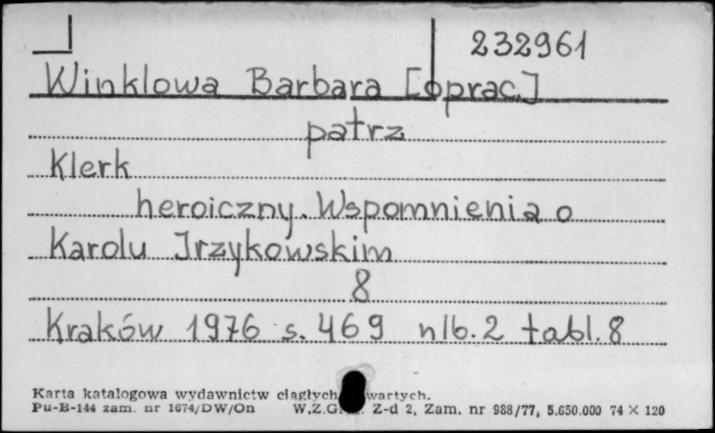 232961
Winklowa Barbara [oprac.]
patrz
Klerk
heroiczny. Wspomnienia o
Karolu Irzykowskim
8
Kraków 1976 s. 469 nlb. 2 tabl. 8
Karta katalogowa wydawnictw ciągłych wartych.
Pu-B-144 zam. nr 1674/DW/On W.Z.G. Z-d 2, Zam. nr 988/77, 5.650.000 74 × 120